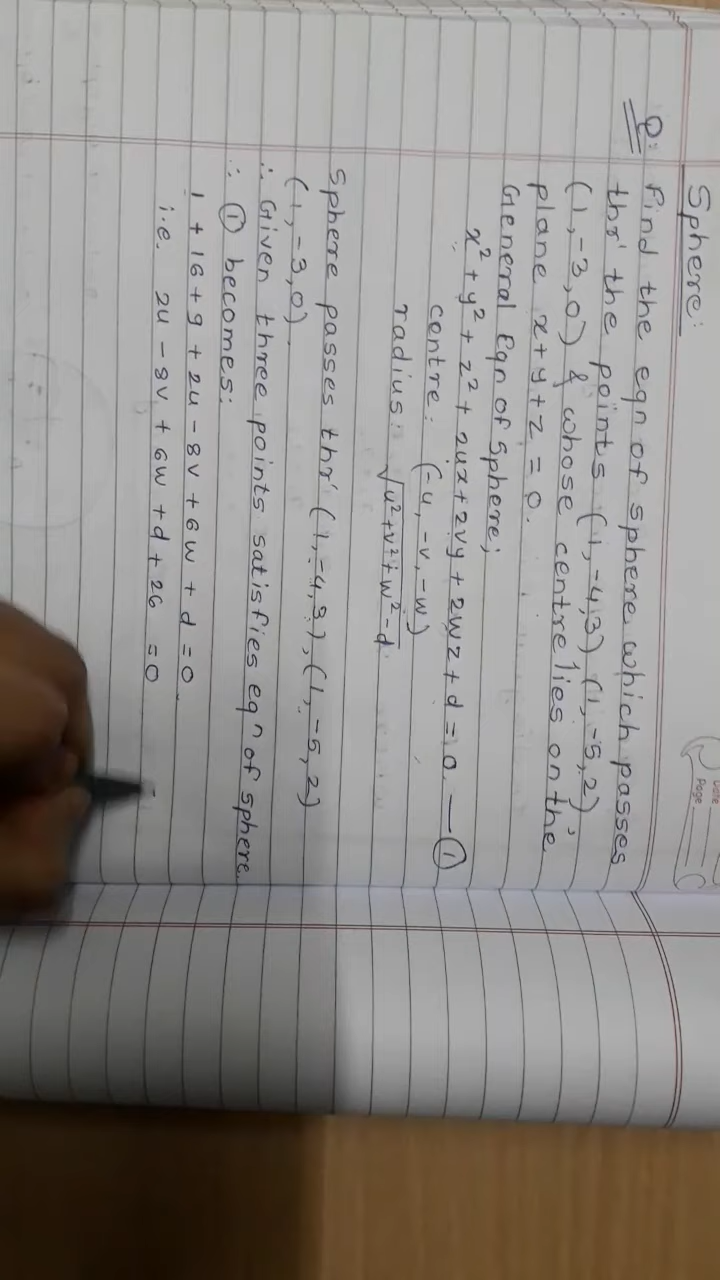 Date
Page
Sphere:
Q: Find the eqn of sphere which passes
thr' the points (1,-4,3) (1,-5,2)
(1,-3,0) & whose centre lies on the
plane x+y+z=0.
General Eqn of Sphere;
x²+y²+z²+2ux+2vy+2wz+d=0 — ①
centre: (-u,-v,-w)
radius: √u²+v²+w²-d
Sphere passes thr' (1,-4,3), (1,-5,2)
(1,-3,0).
∴ Given three points satisfies eqn of sphere.
∴ ① becomes:
1+16+9+2u-8v+6w+d=0
i.e. 2u-8v+6w+d+26=0